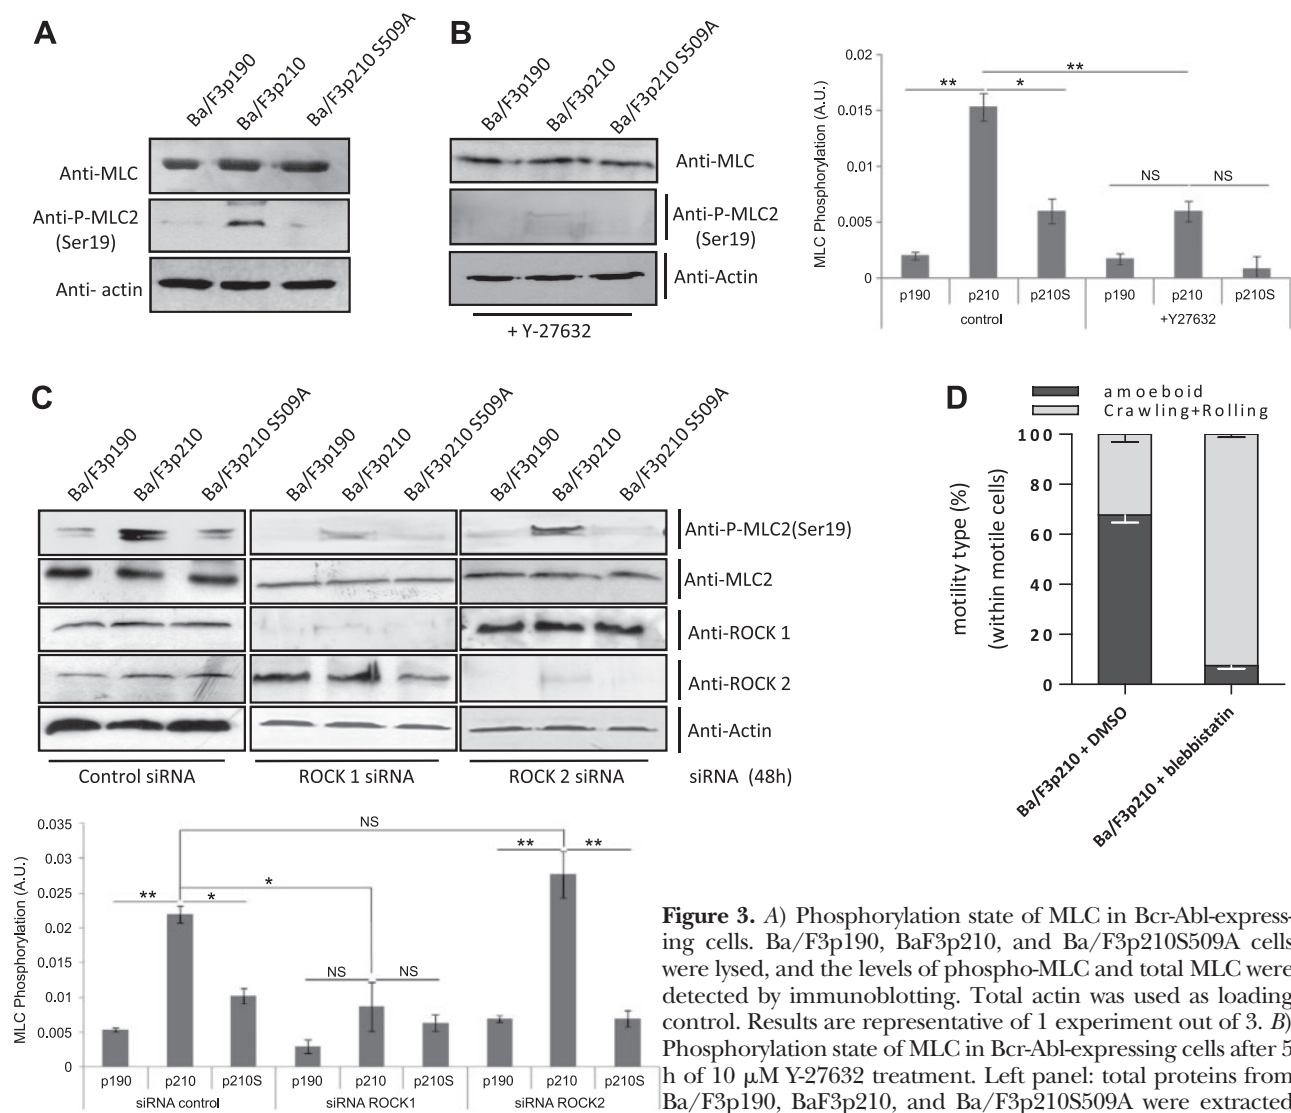 A
Ba/F3p190
Ba/F3p210
Ba/F3p210 S509A
Anti-MLC
Anti-P-MLC2
(Ser19)
Anti- actin
B
Ba/F3p190
Ba/F3p210
Ba/F3p210 S509A
Anti-MLC
Anti-P-MLC2
(Ser19)
Anti-Actin
+ Y-27632
MLC Phosphorylation (A.U.)
0.02
0.015
0.01
0.005
0
**
*
**
NS
NS
p190
p210
p210S
p190
p210
p210S
control
+Y27632
C
Ba/F3p190
Ba/F3p210
Ba/F3p210 S509A
Ba/F3p190
Ba/F3p210
Ba/F3p210 S509A
Ba/F3p190
Ba/F3p210
Ba/F3p210 S509A
Anti-P-MLC2(Ser19)
Anti-MLC2
Anti-ROCK 1
Anti-ROCK 2
Anti-Actin
Control siRNA
ROCK 1 siRNA
ROCK 2 siRNA
siRNA (48h)
MLC Phosphorylation (A.U.)
0.035
0.03
0.025
0.02
0.015
0.01
0.005
0
NS
**
*
*
NS
NS
**
**
p190
p210
p210S
p190
p210
p210S
p190
p210
p210S
siRNA control
siRNA ROCK1
siRNA ROCK2
D
amoeboid
Crawling+Rolling
motility type (%)
(within motile cells)
100
80
60
40
20
0
Ba/F3p210 + DMSO
Ba/F3p210 + blebbistatin
Figure 3. A) Phosphorylation state of MLC in Bcr-Abl-express-
ing cells. Ba/F3p190, BaF3p210, and Ba/F3p210S509A cells
were lysed, and the levels of phospho-MLC and total MLC were
detected by immunoblotting. Total actin was used as loading
control. Results are representative of 1 experiment out of 3. B)
Phosphorylation state of MLC in Bcr-Abl-expressing cells after 5
h of 10 μM Y-27632 treatment. Left panel: total proteins from
Ba/F3p190, BaF3p210, and Ba/F3p210S509A were extracted